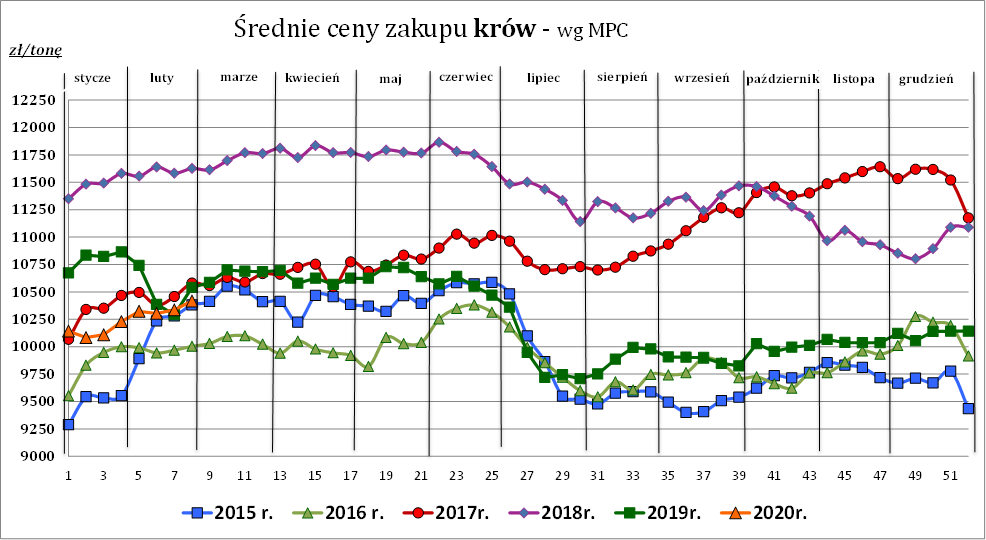 Średnie ceny zakupu krów - wg MPC
zł/tonę
stycze luty marze kwiecień maj czerwiec lipiec sierpień wrzesień październik listopa grudzień
12250
12000
11750
11500
11250
11000
10750
10500
10250
10000
9750
9500
9250
9000
1 3 5 7 9 11 13 15 17 19 21 23 25 27 29 31 33 35 37 39 41 43 45 47 49 51
2015 r. 2016 r. 2017r. 2018r. 2019r. 2020r.